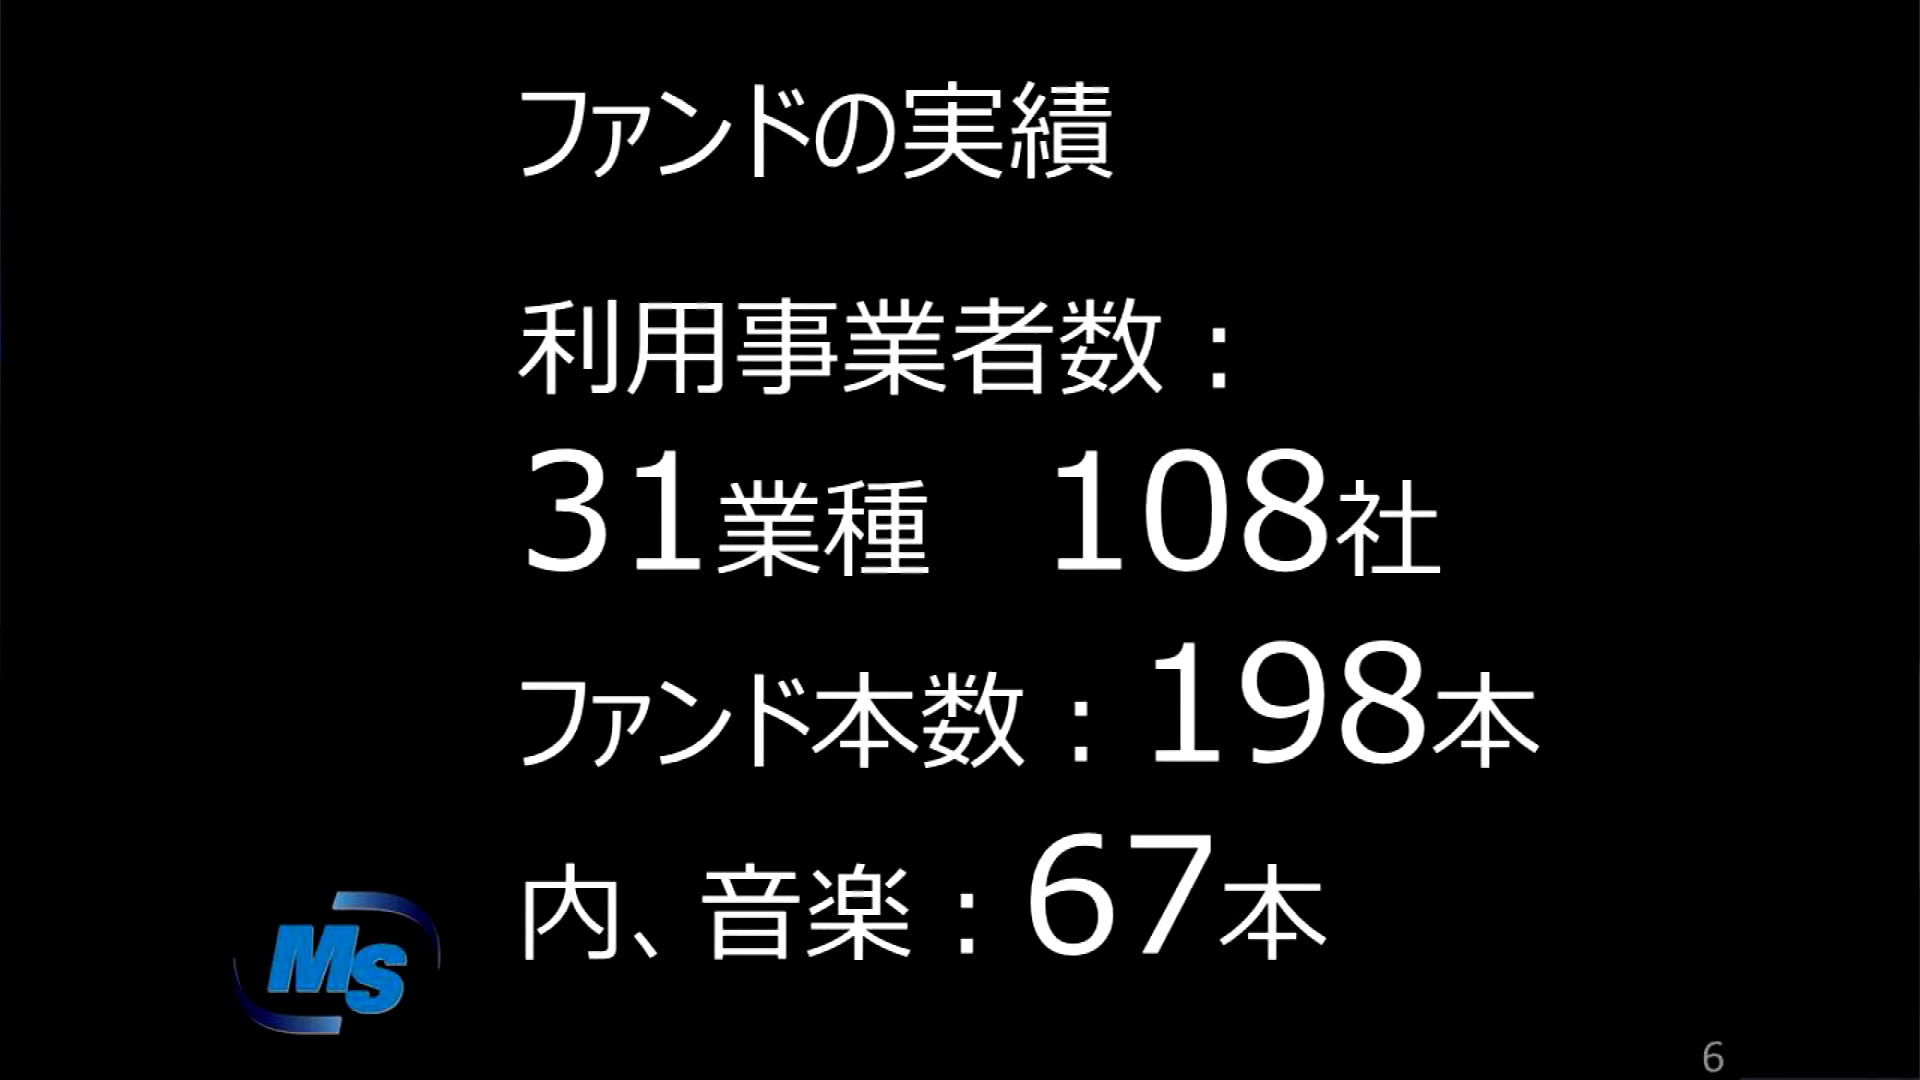 ファンドの実績
利用事業者数：
31業種　108社
ファンド本数：198本
内、音楽：67本
MS
6